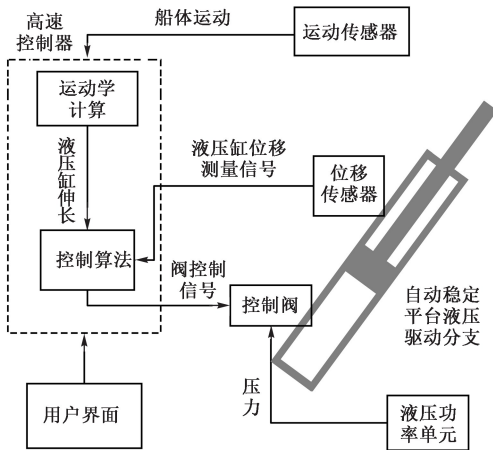 高速
控制器
船体运动
运动传感器
运动学
计算
液压缸伸长
液压缸位移
测量信号
位移
传感器
控制算法
阀控制
信号
控制阀
自动稳定
平台液压
驱动分支
用户界面
压力
液压功
率单元